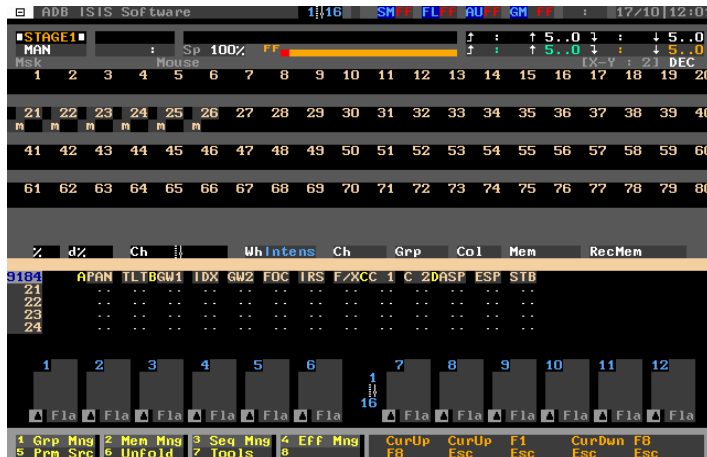 ADB ISIS Software 1 16 SMFF FLFF AUFF GM FF : 17/10|12:0
STAGE1 : ↑ 5..0 : ↓ 5..0
MAN : Sp 100% FF : ↑ 5..0 : ↓ 5..0
Msk Mouse [X-Y : 2] DEC
1 2 3 4 5 6 7 8 9 10 11 12 13 14 15 16 17 18 19 20
21 22 23 24 25 26 27 28 29 30 31 32 33 34 35 36 37 38 39 40
m m m m m m
41 42 43 44 45 46 47 48 49 50 51 52 53 54 55 56 57 58 59 60
61 62 63 64 65 66 67 68 69 70 71 72 73 74 75 76 77 78 79 80
% d% Ch WhIntens Ch Grp Col Mem RecMem
9184 APAN TLTBGW1 IDX GW2 FOC IRS F/XCC 1 C 2DASP ESP STB
21 .. .. .. .. .. .. .. .. .. .. .. .. ..
22 .. .. .. .. .. .. .. .. .. .. .. .. ..
23 .. .. .. .. .. .. .. .. .. .. .. .. ..
24 .. .. .. .. .. .. .. .. .. .. .. .. ..
1 2 3 4 5 6 7 8 9 10 11 12
1
16
Fla Fla Fla Fla Fla Fla Fla Fla Fla Fla Fla Fla
1 Grp Mng 2 Mem Mng 3 Seq Mng 4 Eff Mng CurUp CurUp F1 CurDwn F8
5 Prm Src 6 Unfold 7 Tools 8 F8 Esc Esc Esc Esc